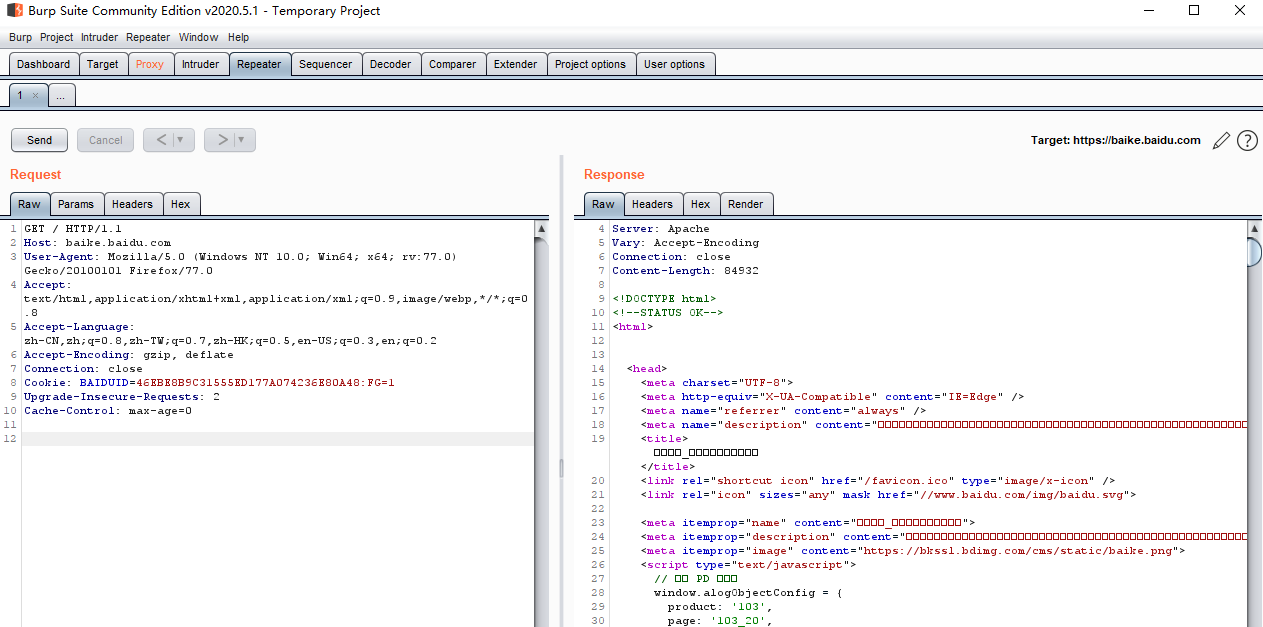 Burp Suite Community Edition v2020.5.1 - Temporary Project
Burp Project Intruder Repeater Window Help
Dashboard Target Proxy Intruder Repeater Sequencer Decoder Comparer Extender Project options User options
1 × ...
Send Cancel < > Target: https://baike.baidu.com ?
Request
Raw Params Headers Hex
1 GET / HTTP/1.1
2 Host: baike.baidu.com
3 User-Agent: Mozilla/5.0 (Windows NT 10.0; Win64; x64; rv:77.0)
Gecko/20100101 Firefox/77.0
4 Accept:
text/html,application/xhtml+xml,application/xml;q=0.9,image/webp,*/*;q=0
.8
5 Accept-Language:
zh-CN,zh;q=0.8,zh-TW;q=0.7,zh-HK;q=0.5,en-US;q=0.3,en;q=0.2
6 Accept-Encoding: gzip, deflate
7 Connection: close
8 Cookie: BAIDUID=46EBE8B9C31555ED177A074236E80A48:FG=1
9 Upgrade-Insecure-Requests: 2
10 Cache-Control: max-age=0
11
12
Response
Raw Headers Hex Render
4 Server: Apache
5 Vary: Accept-Encoding
6 Connection: close
7 Content-Length: 84932
8
9 <!DOCTYPE html>
10 <!--STATUS OK-->
11 <html>
12
13
14 <head>
15 <meta charset="UTF-8">
16 <meta http-equiv="X-UA-Compatible" content="IE=Edge" />
17 <meta name="referrer" content="always" />
18 <meta name="description" content="
19 <title>
_
</title>
20 <link rel="shortcut icon" href="/favicon.ico" type="image/x-icon" />
21 <link rel="icon" sizes="any" mask href="//www.baidu.com/img/baidu.svg">
22
23 <meta itemprop="name" content="_">
24 <meta itemprop="description" content="
25 <meta itemprop="image" content="https://bkssl.bdimg.com/cms/static/baike.png">
26 <script type="text/javascript">
27 // PD
28 window.alogObjectConfig = {
29 product: '103',
30 page: '103_20',